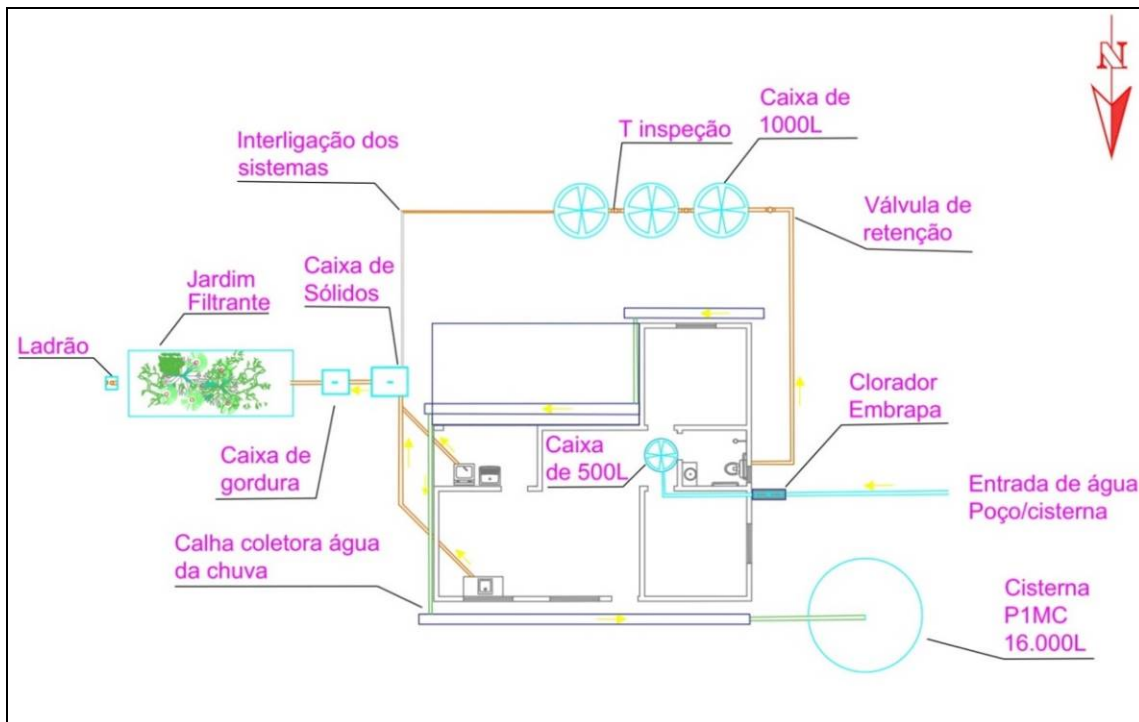 N
Caixa de
1000L
T inspeção
Interligação dos
sistemas
Válvula de
retenção
Caixa de
Sólidos
Jardim
Filtrante
Ladrão
Clorador
Embrapa
Caixa
de 500L
Caixa de
gordura
Entrada de água
Poço/cisterna
Calha coletora água
da chuva
Cisterna
P1MC
16.000L